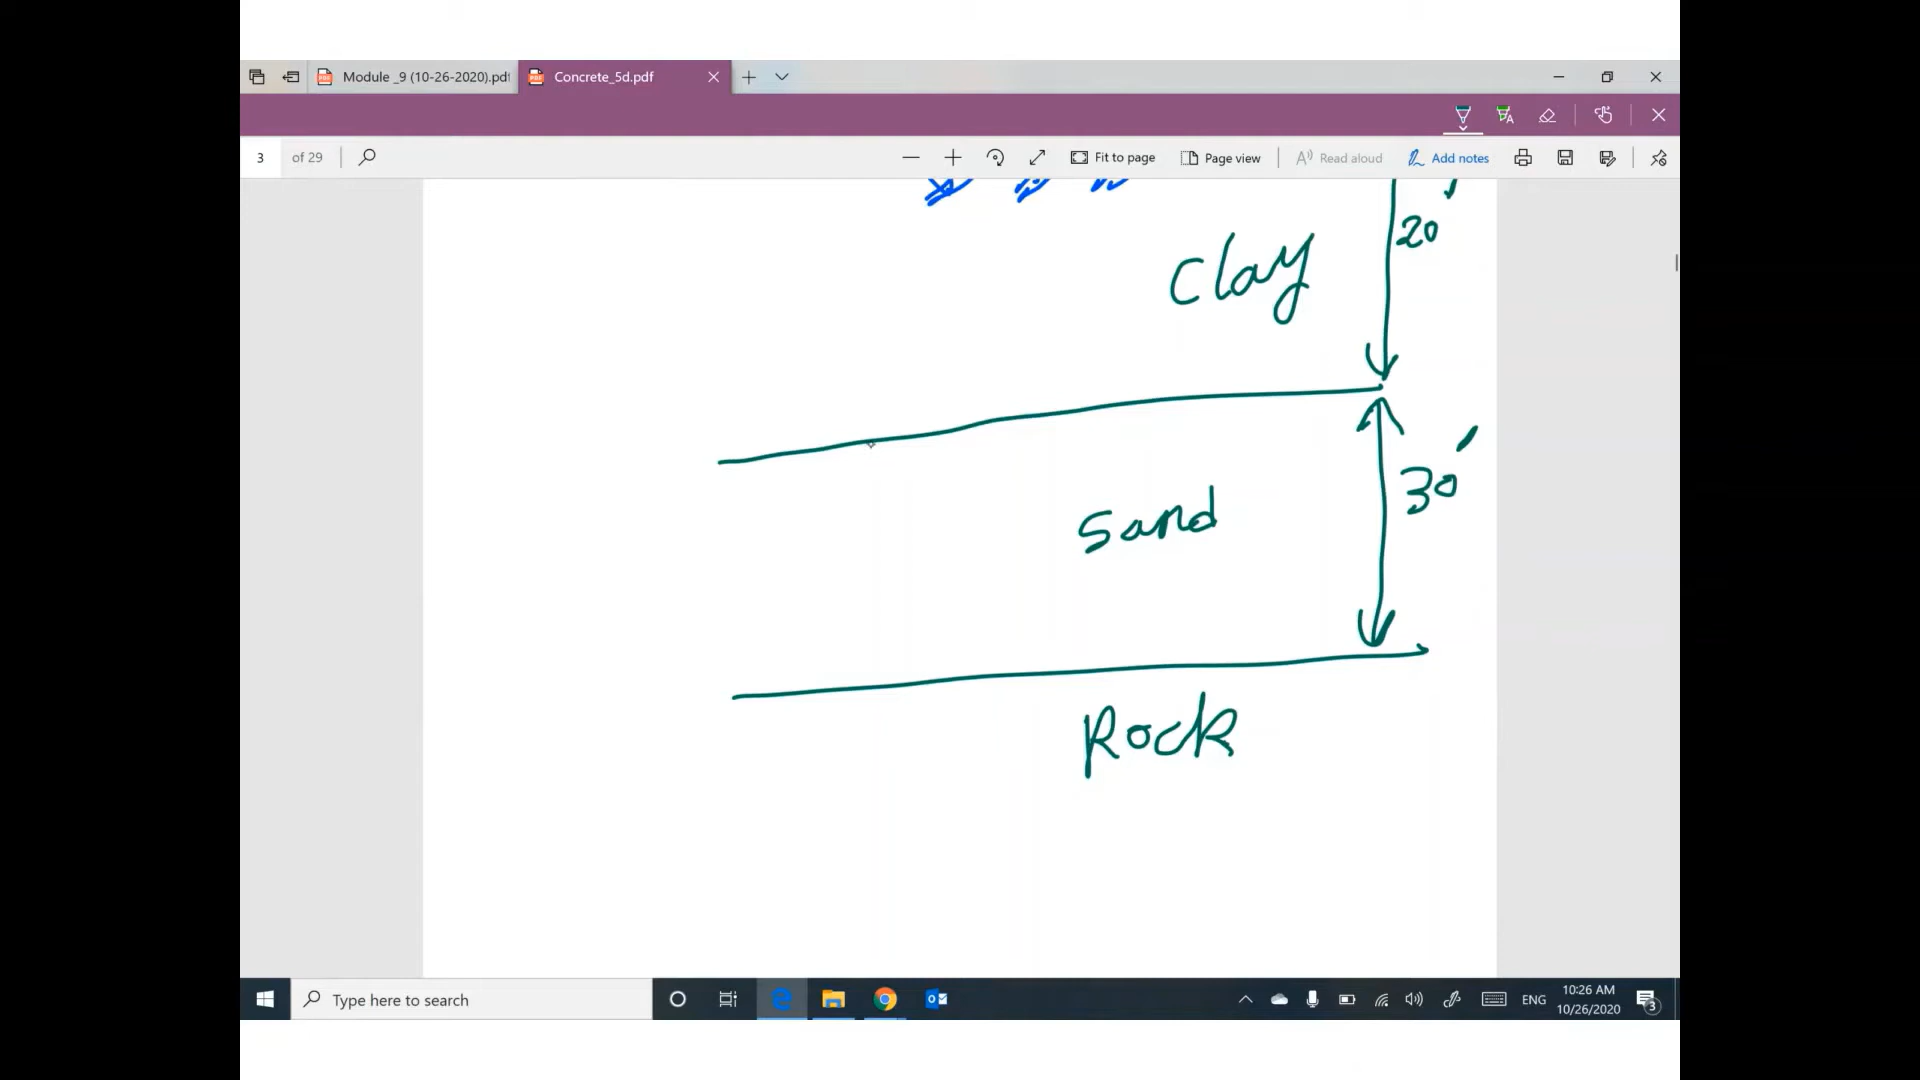 Module _9 (10-26-2020).pdf
Concrete_5d.pdf
3 of 29
Fit to page
Page view
Read aloud
Add notes
20'
Clay
30'
Sand
Rock
Type here to search
ENG
10:26 AM
10/26/2020
3